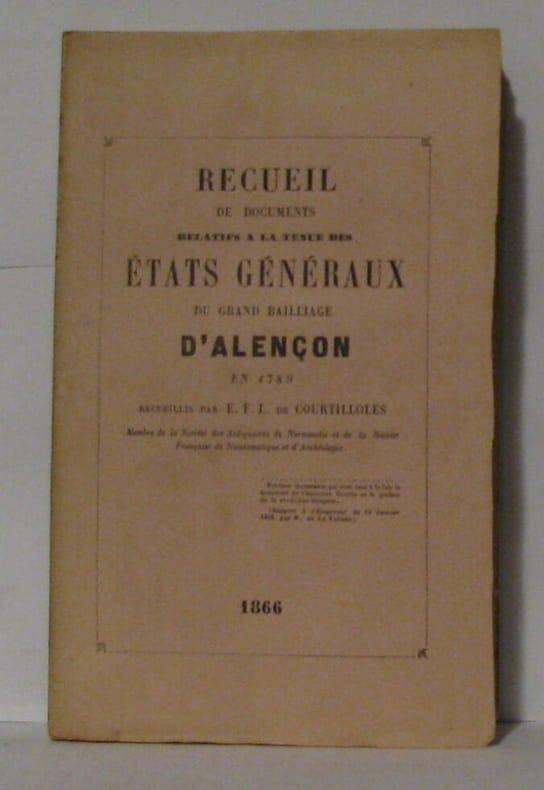 RECUEIL
DE DOCUMENTS
RELATIFS A LA TENUE DES
ÉTATS GÉNÉRAUX
DU GRAND BAILLIAGE
D'ALENÇON
EN 1789
RECUEILLIS PAR E. F. L. DE COURTILLOLES
Membre de la Société des Antiquaires de Normandie et de la Société
Française de Numismatique et d'Archéologie.
1866